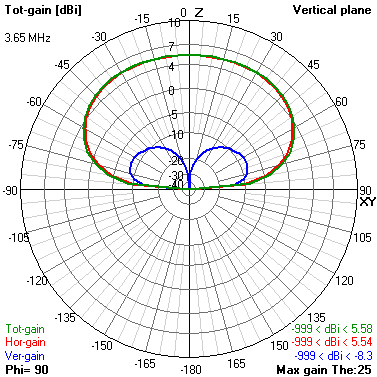 Tot-gain [dBi] 0 Z Vertical plane
-15 10 15
3.65 MHz -30 7 30
-45 4 45
-60 0 60
-5
-75 -10 75
-20
-30
-90 -40 90
XY
-105 105
-120 120
-135 135
-150 150
-165 -180 165
Tot-gain -999 < dBi < 5.58
Hor-gain -999 < dBi < 5.54
Ver-gain -999 < dBi < -8.3
Phi= 90 Max gain The:25